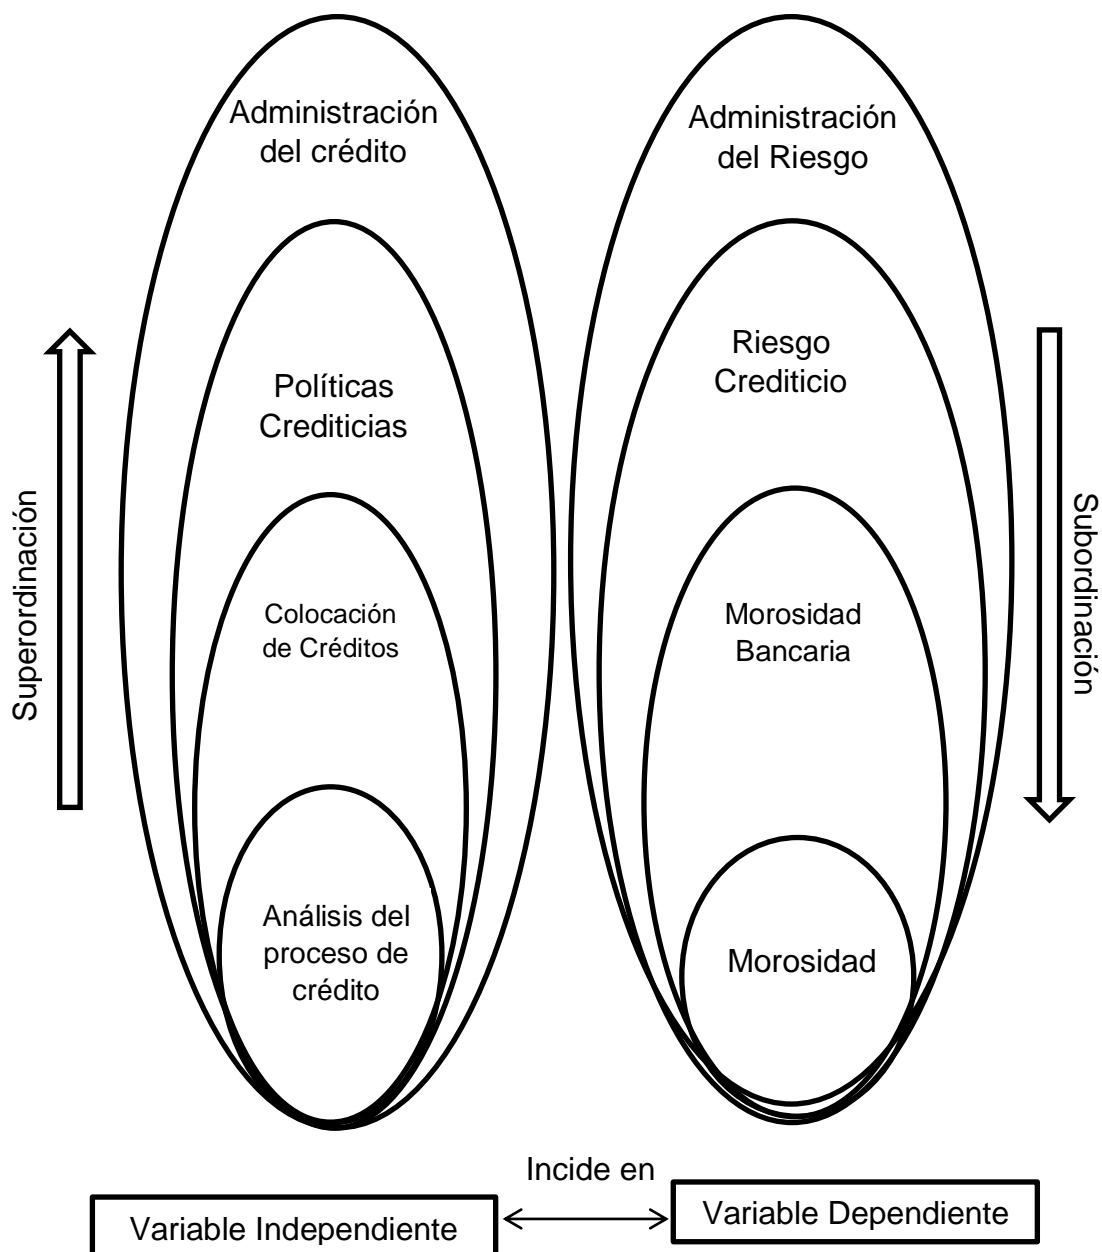 Administración
del crédito
Políticas
Crediticias
Colocación
de Créditos
Análisis del
proceso de
crédito
Administración
del Riesgo
Riesgo
Crediticio
Morosidad
Bancaria
Morosidad
Superordinación
Subordinación
Incide en
Variable Independiente
Variable Dependiente